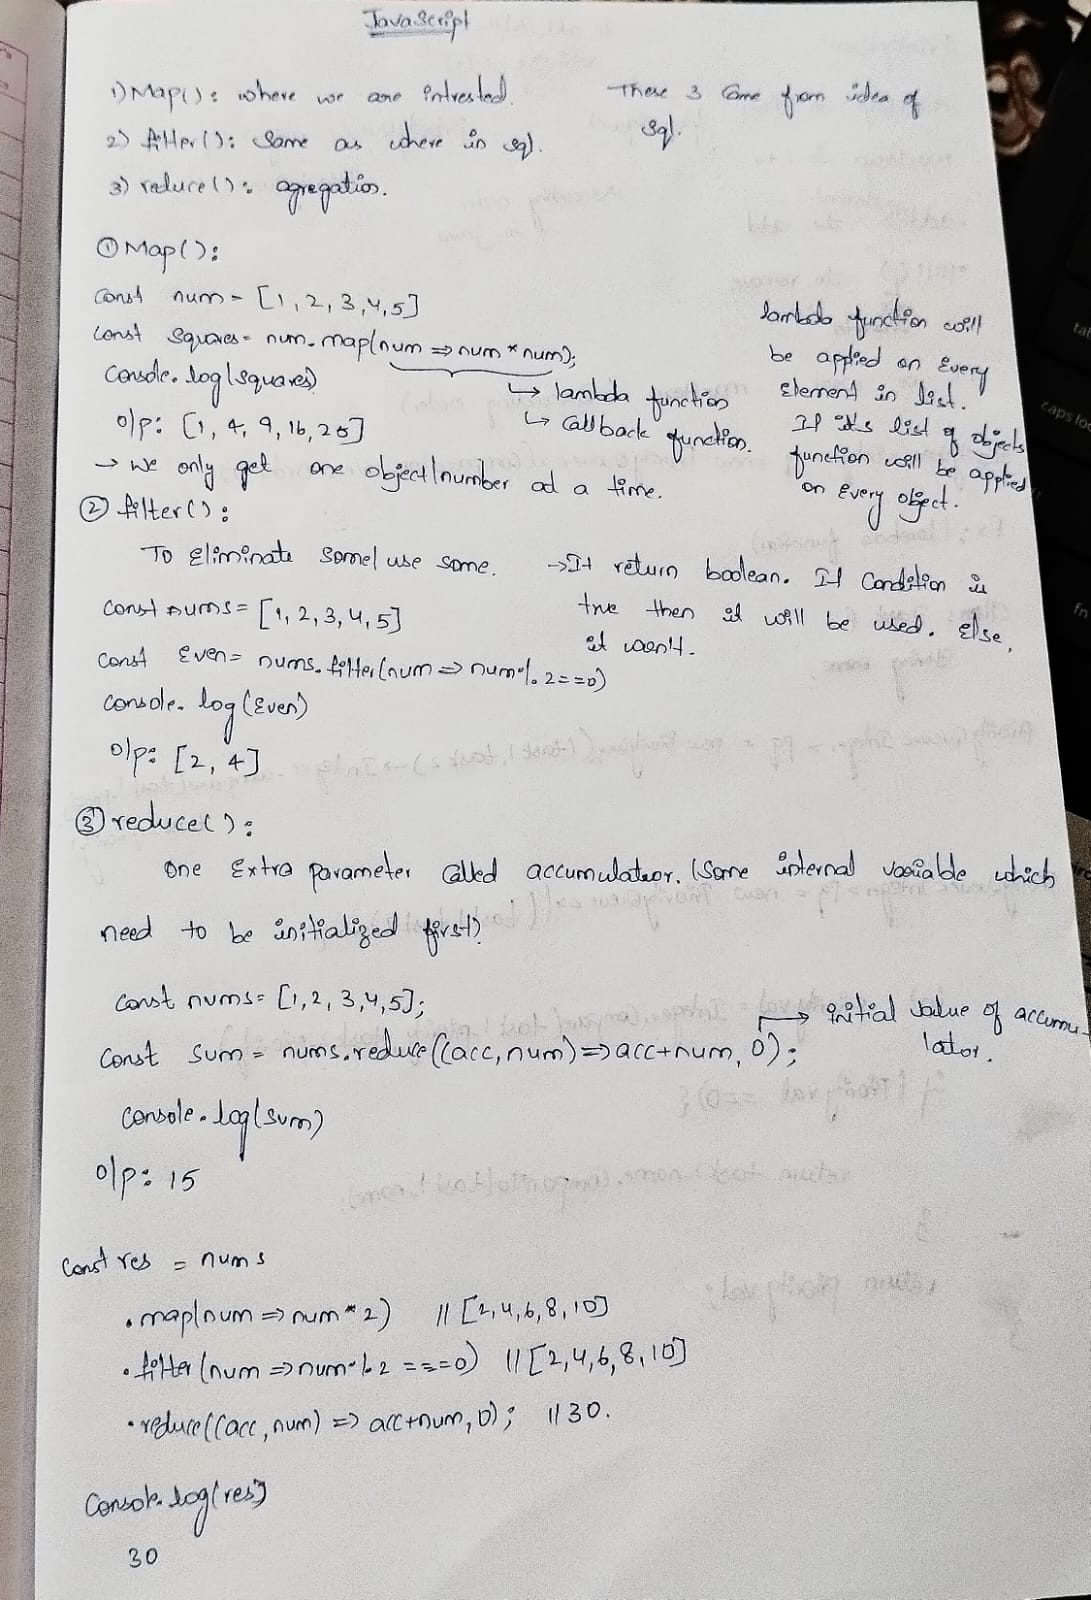 JavaScript
1) Map(): where we are intrested.
2) filter(): Same as where in sql.
3) reduce(): agregation.
These 3 Come from idea of
sql.
① Map():
Const num = [1, 2, 3, 4, 5]
Const Squares = num.map(num => num * num);
Console.log(squares)
↳ lambda function
↳ Callback function.
o/p: [1, 4, 9, 16, 25]
→ We only get one object/number at a time.
lambda function will
be applied on Every
Element in list.
If it's list of objects
function will be applied
on Every object.
② filter():
To Eliminate some/ use some.
→ It return boolean. If Condition is
true then it will be used. Else,
it won't.
Const nums = [1, 2, 3, 4, 5]
Const Even = nums.filter(num => num % 2 == 0)
Console.log(Even)
o/p: [2, 4]
③ reduce():
One Extra parameter Called accumulator. (Some internal variable which
need to be initialized first)
Const nums = [1, 2, 3, 4, 5];
→ initial value of accumu-
lator.
Const Sum = nums.reduce((acc, num) => acc+num, 0);
Console.log(sum)
o/p: 15
Const res = nums
.map(num => num * 2) // [2, 4, 6, 8, 10]
.filter(num => num % 2 === 0) // [2, 4, 6, 8, 10]
.reduce((acc, num) => acc+num, 0); // 30.
Console.log(res)
30